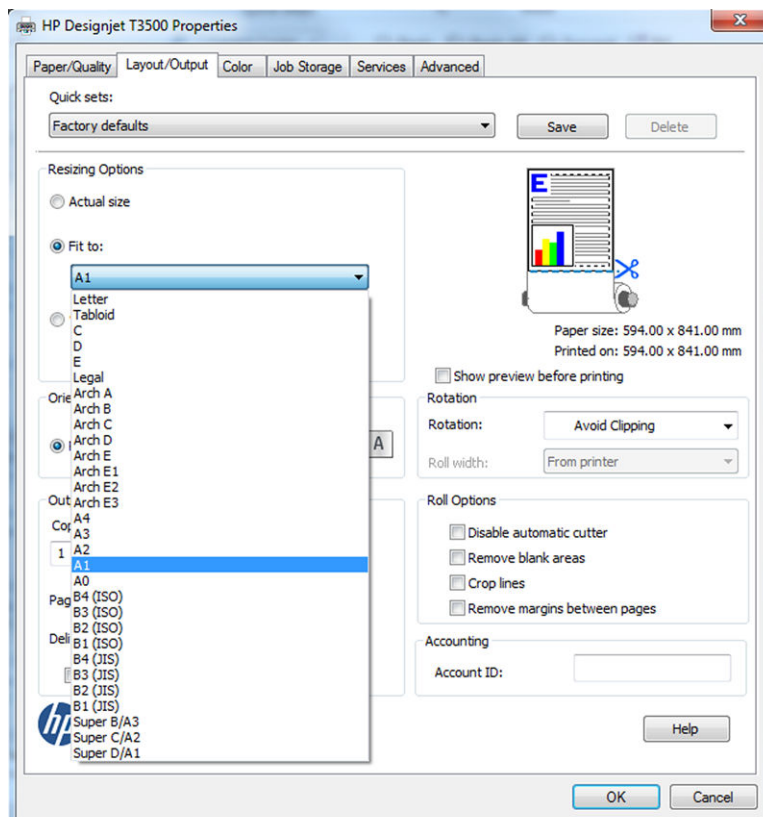 HP Designjet T3500 Properties
Paper/Quality Layout/Output Color Job Storage Services Advanced
Quick sets:
Factory defaults Save Delete
Resizing Options
Actual size
Fit to:
A1
Letter
Tabloid
C
D
E
Legal
Arch A
Arch B
Arch C
Arch D
Arch E
Arch E1
Arch E2
Arch E3
A4
A3
A2
A1
A0
B4 (ISO)
B3 (ISO)
B2 (ISO)
B1 (ISO)
B4 (JIS)
B3 (JIS)
B2 (JIS)
B1 (JIS)
Super B/A3
Super C/A2
Super D/A1
A
1
hp
E
Paper size: 594.00 x 841.00 mm
Printed on: 594.00 x 841.00 mm
Show preview before printing
Rotation
Rotation: Avoid Clipping
Roll width: From printer
Roll Options
Disable automatic cutter
Remove blank areas
Crop lines
Remove margins between pages
Accounting
Account ID:
Help
OK Cancel